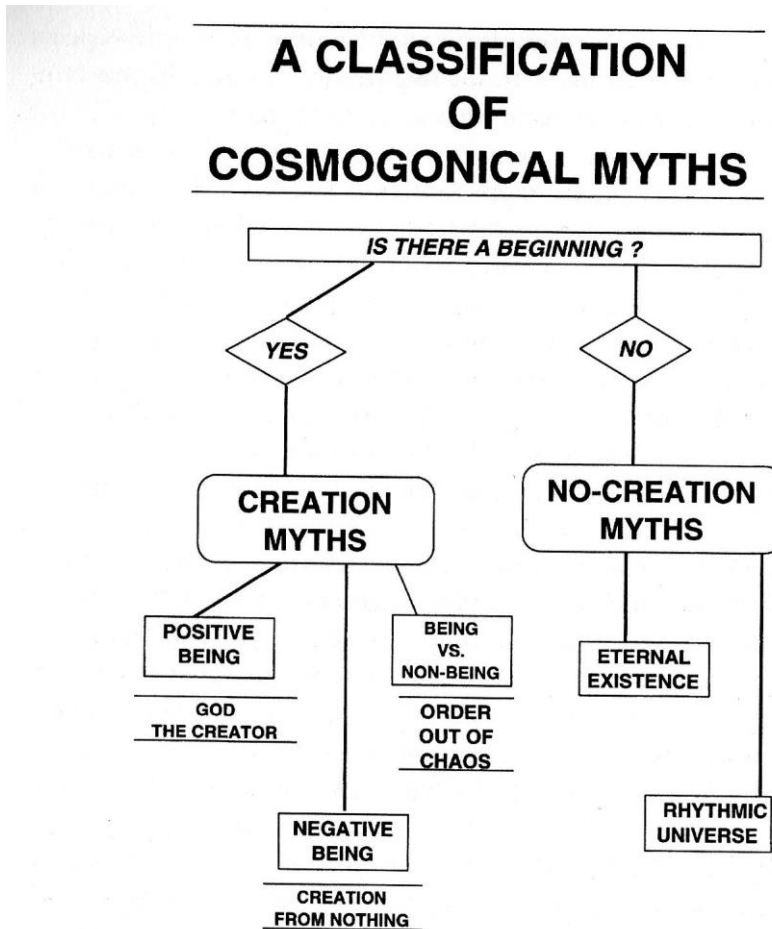 A CLASSIFICATION
OF
COSMOGONICAL MYTHS
IS THERE A BEGINNING ?
YES
NO
CREATION
MYTHS
NO-CREATION
MYTHS
POSITIVE
BEING
GOD
THE CREATOR
BEING
VS.
NON-BEING
ORDER
OUT OF
CHAOS
ETERNAL
EXISTENCE
NEGATIVE
BEING
CREATION
FROM NOTHING
RHYTHMIC
UNIVERSE